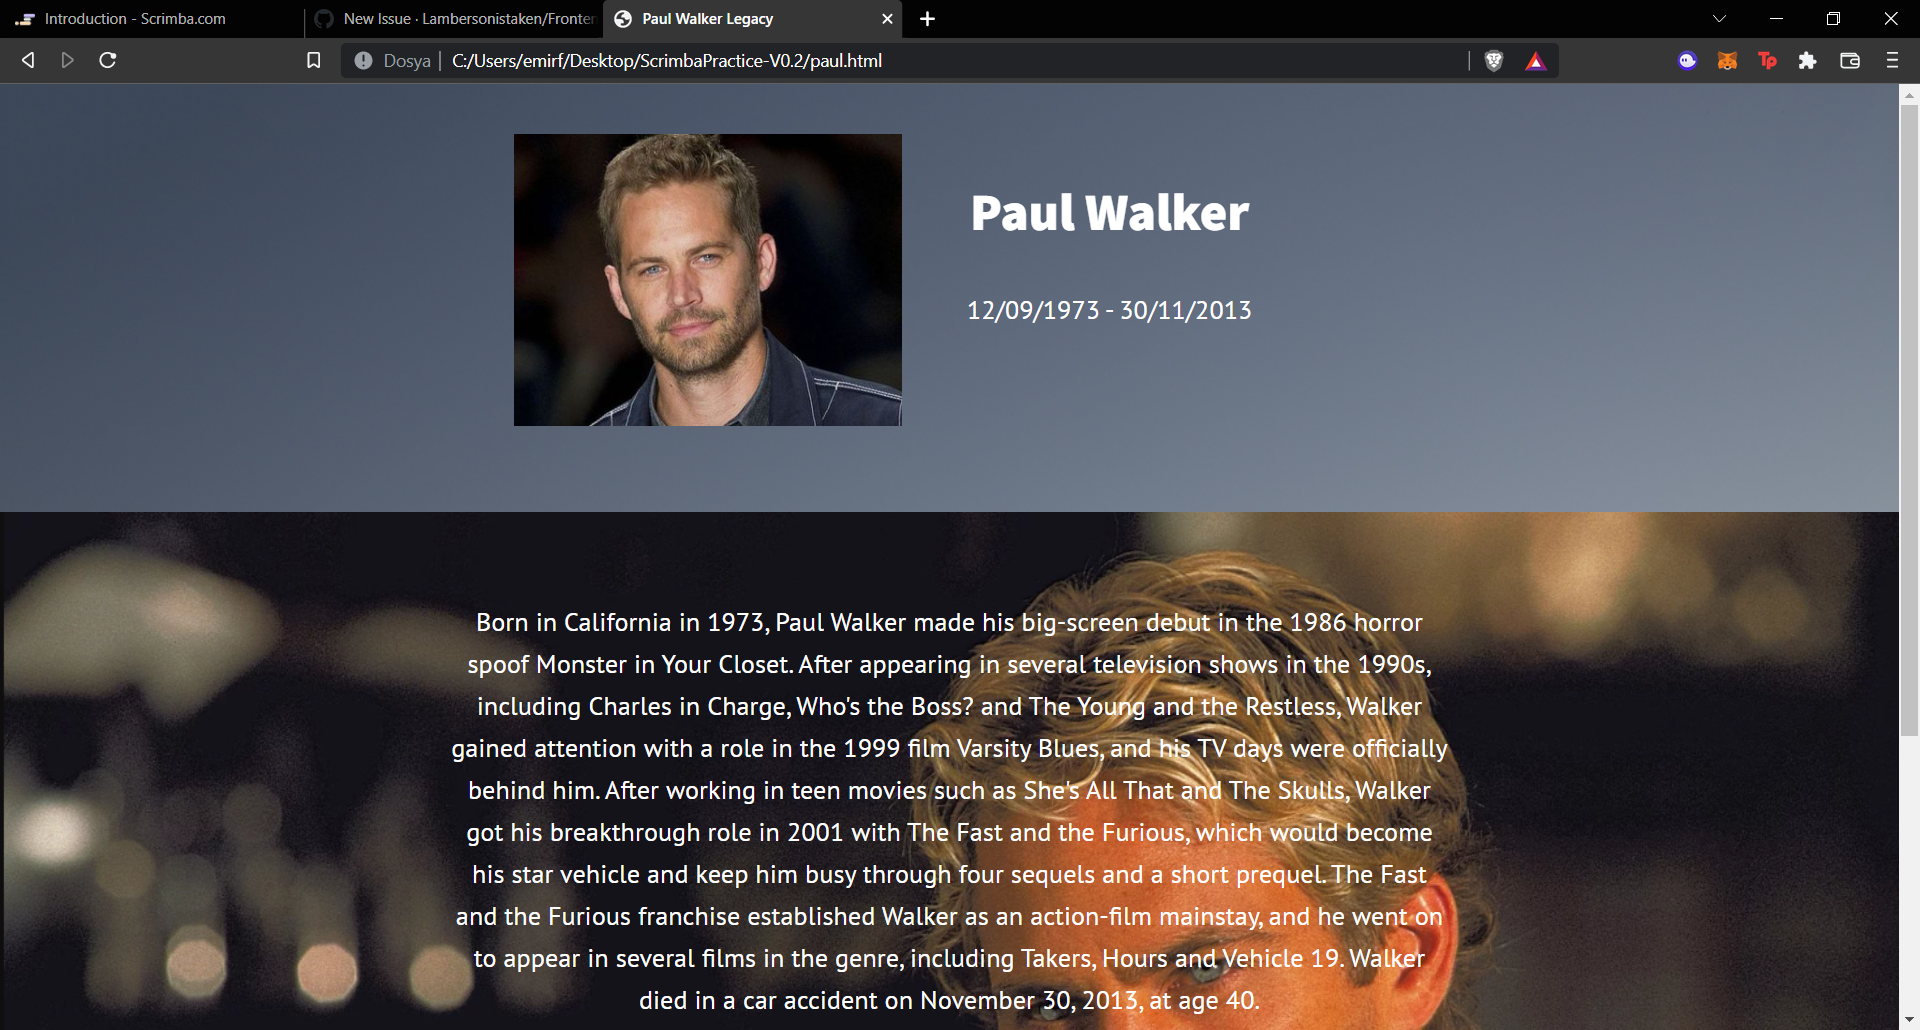 Introduction - Scrimba.com
New Issue · Lambersonistaken/Fronten
Paul Walker Legacy
Dosya
C:/Users/emirf/Desktop/ScrimbaPractice-V0.2/paul.html
Tp
Paul Walker
12/09/1973 - 30/11/2013
Born in California in 1973, Paul Walker made his big-screen debut in the 1986 horror
spoof Monster in Your Closet. After appearing in several television shows in the 1990s,
including Charles in Charge, Who's the Boss? and The Young and the Restless, Walker
gained attention with a role in the 1999 film Varsity Blues, and his TV days were officially
behind him. After working in teen movies such as She's All That and The Skulls, Walker
got his breakthrough role in 2001 with The Fast and the Furious, which would become
his star vehicle and keep him busy through four sequels and a short prequel. The Fast
and the Furious franchise established Walker as an action-film mainstay, and he went on
to appear in several films in the genre, including Takers, Hours and Vehicle 19. Walker
died in a car accident on November 30, 2013, at age 40.